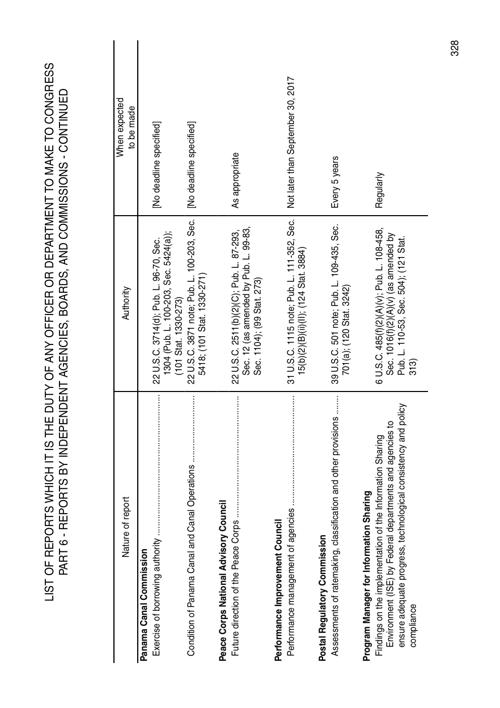 LIST OF REPORTS WHICH IT IS THE DUTY OF ANY OFFICER OR DEPARTMENT TO MAKE TO CONGRESS
PART 6 - REPORTS BY INDEPENDENT AGENCIES, BOARDS, AND COMMISSIONS - CONTINUED
Nature of report
Authority
When expected
to be made
Panama Canal Commission
Exercise of borrowing authority
22 U.S.C. 3714(d); Pub. L. 96-70, Sec.
1304 (Pub. L. 100-203, Sec. 5424(a));
(101 Stat. 1330-273)
[No deadline specified]
Condition of Panama Canal and Canal Operations
22 U.S.C. 3871 note; Pub. L. 100-203, Sec.
5418; (101 Stat. 1330-271)
[No deadline specified]
Peace Corps National Advisory Council
Future direction of the Peace Corps
22 U.S.C. 2511(b)(2)(C); Pub. L. 87-293,
Sec. 12 (as amended by Pub. L. 99-83,
Sec. 1104); (99 Stat. 273)
As appropriate
Performance Improvement Council
Performance management of agencies
31 U.S.C. 1115 note; Pub. L. 111-352, Sec.
15(b)(2)(B)(ii)(II); (124 Stat. 3884)
Not later than September 30, 2017
Postal Regulatory Commission
Assessments of ratemaking, classification and other provisions
39 U.S.C. 501 note; Pub. L. 109-435, Sec.
701(a); (120 Stat. 3242)
Every 5 years
Program Manager for Information Sharing
Findings on the implementation of the Information Sharing
Environment (ISE) by Federal departments and agencies to
ensure adequate progress, technological consistency and policy
compliance
6 U.S.C. 485(f)(2)(A)(v); Pub. L. 108-458,
Sec. 1016(f)(2)(A)(v) (as amended by
Pub. L. 110-53, Sec. 504); (121 Stat.
313)
Regularly
328